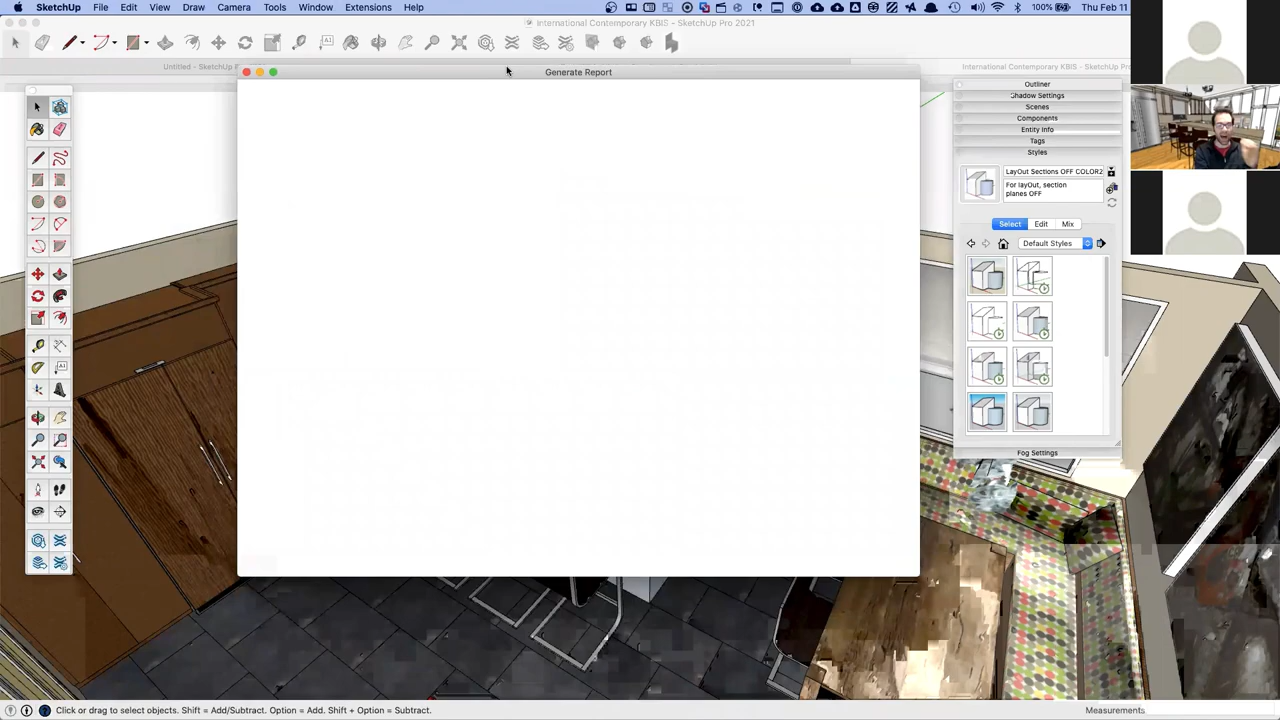 SketchUp File Edit View Draw Camera Tools Window Extensions Help 100% Thu Feb 11
International Contemporary KBIS - SketchUp Pro 2021
Untitled - SketchUp International Contemporary KBIS - SketchUp Pro
Generate Report
Outliner
Shadow Settings
Scenes
Components
Entity Info
Tags
Styles
LayOut Sections OFF COLOR2
For layOut, section
planes OFF
Select Edit Mix
Default Styles
Fog Settings
Click or drag to select objects. Shift = Add/Subtract. Option = Add. Shift + Option = Subtract. Measurements